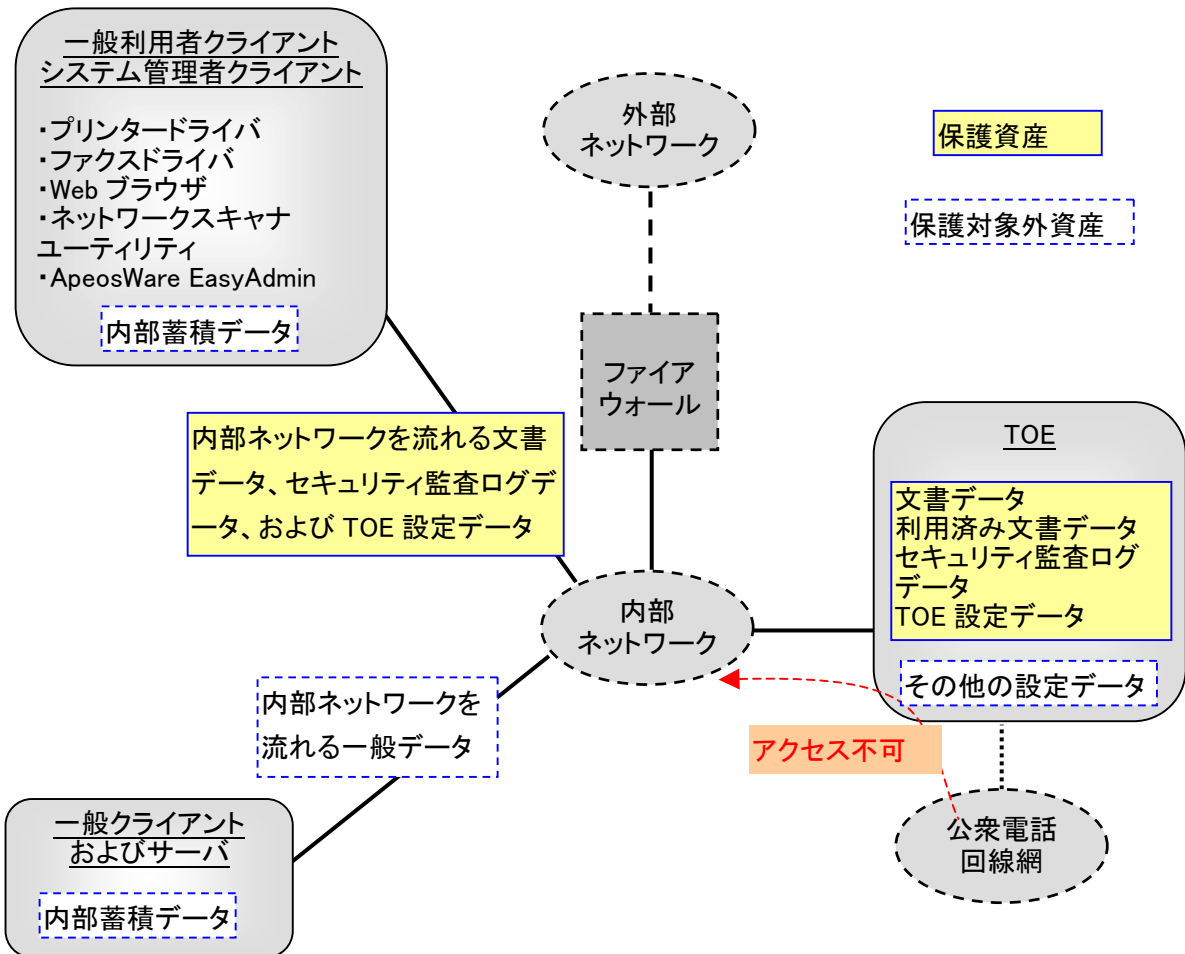 一般利用者クライアント
システム管理者クライアント
・プリンタードライバ
・ファクスドライバ
・Web ブラウザ
・ネットワークスキャナ
ユーティリティ
・ApeosWare EasyAdmin
内部蓄積データ
外部
ネットワーク
保護資産
保護対象外資産
ファイア
ウォール
内部ネットワークを流れる文書
データ、セキュリティ監査ログデ
ータ、および TOE 設定データ
TOE
文書データ
利用済み文書データ
セキュリティ監査ログ
データ
TOE 設定データ
その他の設定データ
内部
ネットワーク
内部ネットワークを
流れる一般データ
アクセス不可
公衆電話
回線網
一般クライアント
およびサーバ
内部蓄積データ